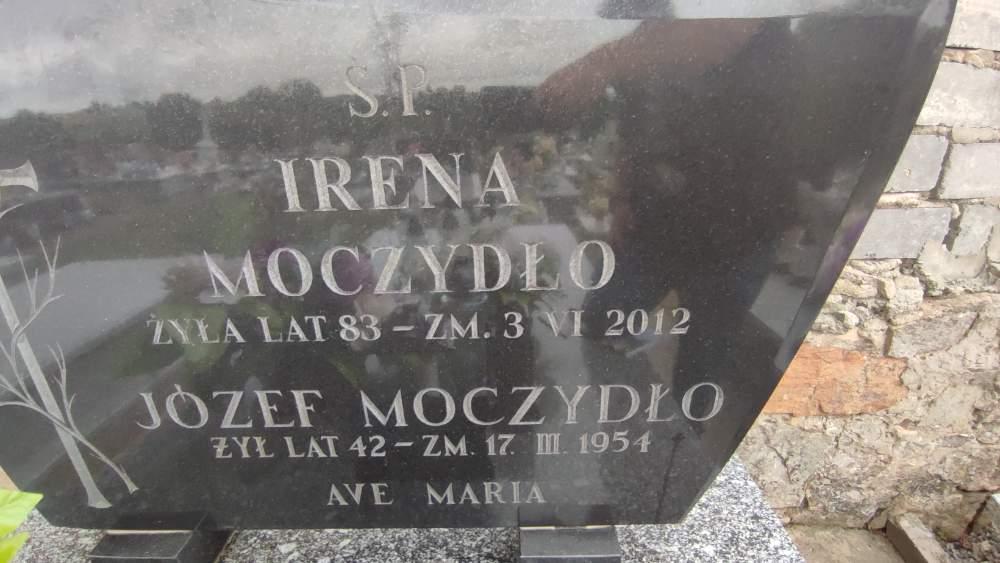 Ś.P.
IRENA
MOCZYDŁO
ŻYŁA LAT 83 – ZM. 3 VI 2012
JÓZEF MOCZYDŁO
ŻYŁ LAT 42 – ZM. 17. III. 1954
AVE MARIA